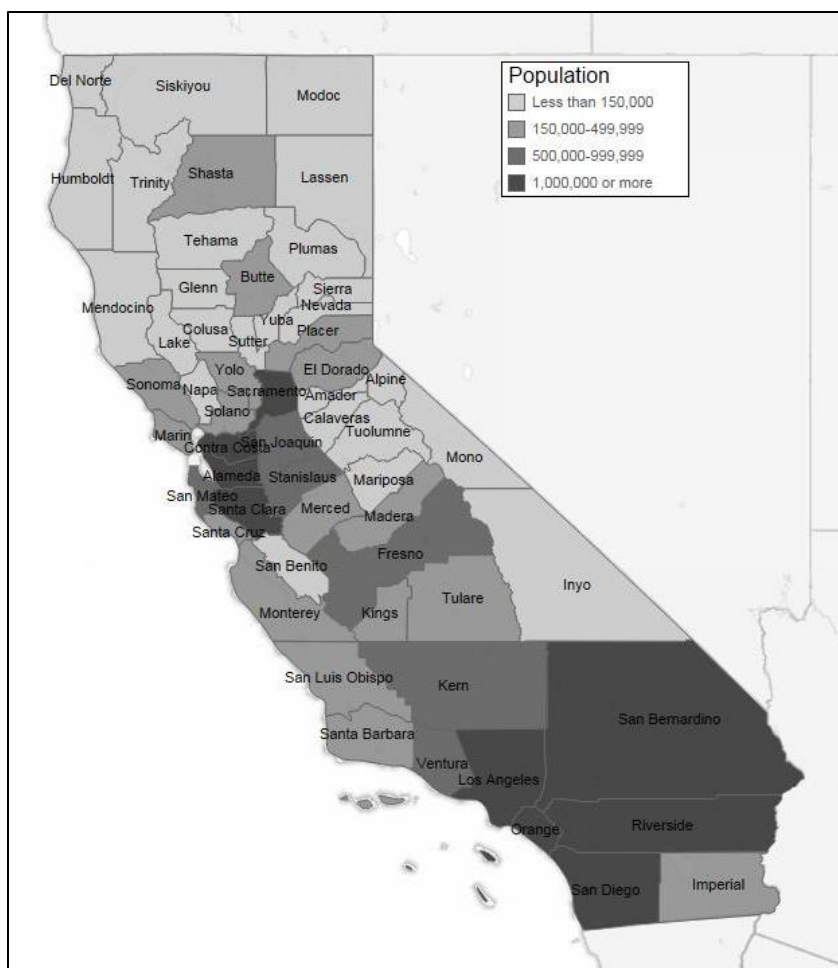 Population
Less than 150,000
150,000-499,999
500,000-999,999
1,000,000 or more
Del Norte
Siskiyou
Modoc
Humboldt
Trinity
Shasta
Lassen
Tehama
Plumas
Butte
Glenn
Sierra
Mendocino
Nevada
Yuba
Colusa
Placer
Lake
Sutter
Yolo
El Dorado
Sonoma
Napa
Sacramento
Alpine
Amador
Solano
Calaveras
Marin
Tuolumne
San Joaquin
Contra Costa
Mono
Alameda
Stanislaus
Mariposa
San Mateo
Santa Clara
Merced
Madera
Santa Cruz
Fresno
San Benito
Inyo
Tulare
Monterey
Kings
San Luis Obispo
Kern
San Bernardino
Santa Barbara
Ventura
Los Angeles
Orange
Riverside
San Diego
Imperial